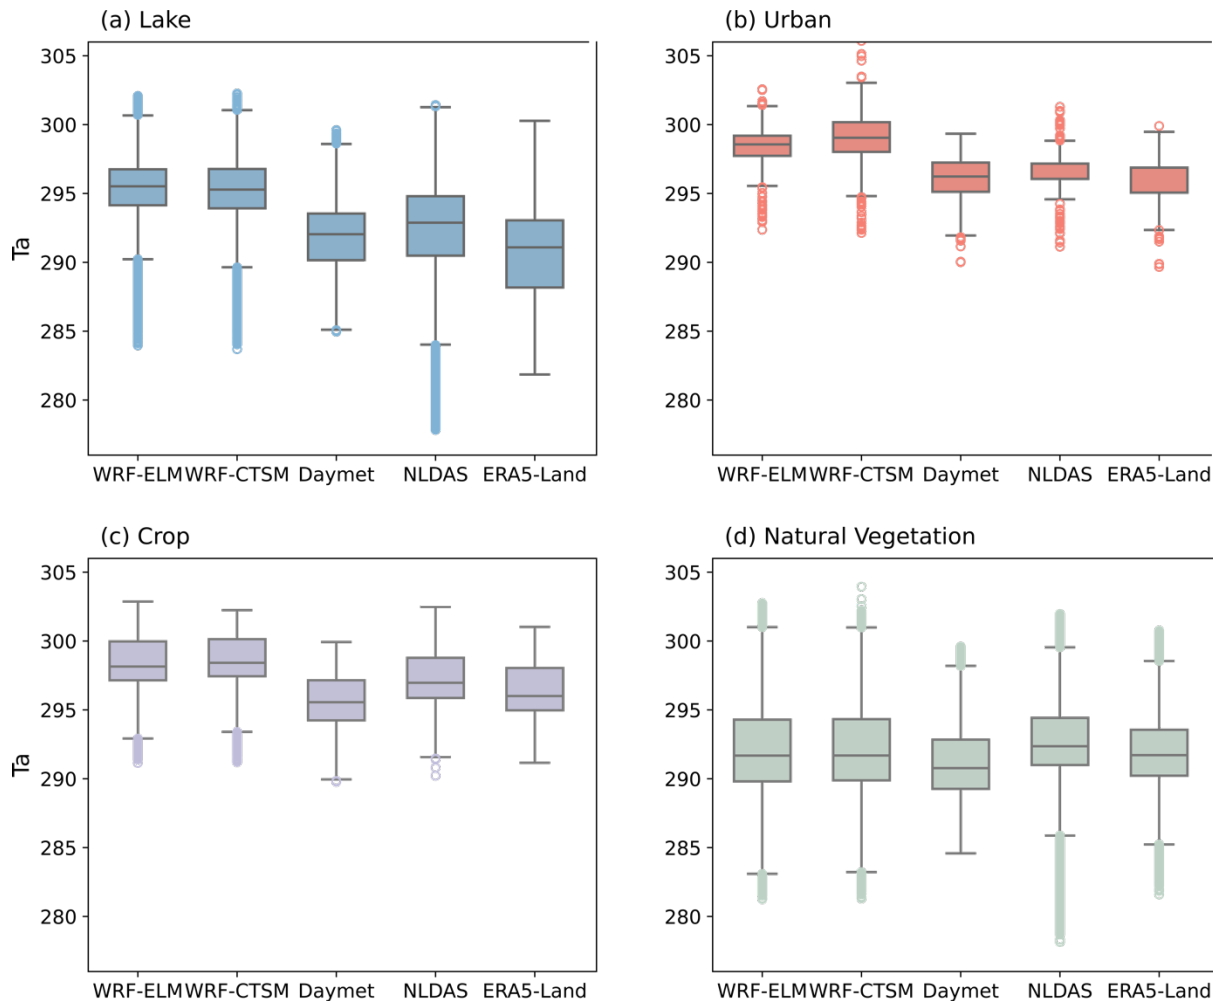 (a) Lake
305
300
295
290
285
280
Ta
WRF-ELM WRF-CTSM Daymet NLDAS ERA5-Land
(b) Urban
305
300
295
290
285
280
WRF-ELM WRF-CTSM Daymet NLDAS ERA5-Land
(c) Crop
305
300
295
290
285
280
Ta
WRF-ELM WRF-CTSM Daymet NLDAS ERA5-Land
(d) Natural Vegetation
305
300
295
290
285
280
WRF-ELM WRF-CTSM Daymet NLDAS ERA5-Land